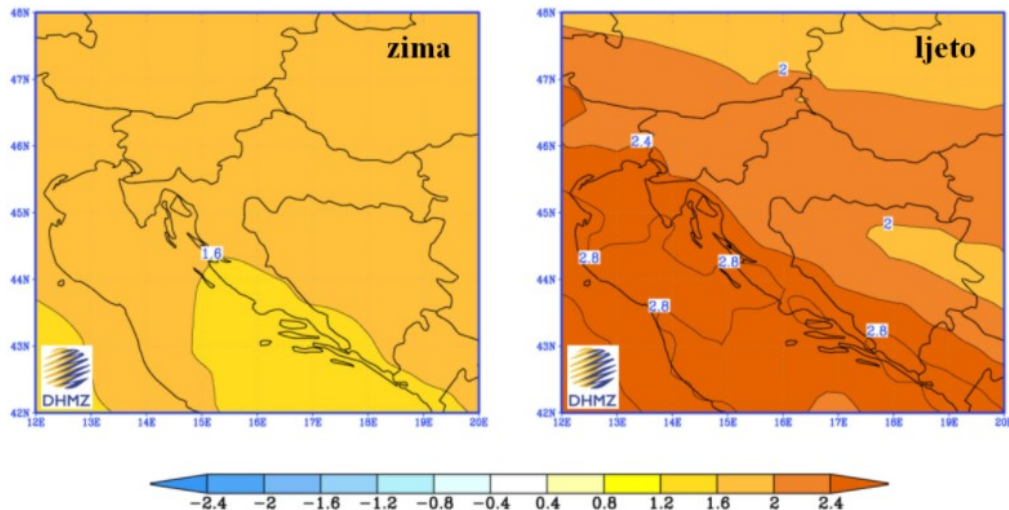 zima
48N
47N
46N
45N
44N
43N
42N
1.6
DHMZ
12E 13E 14E 15E 16E 17E 18E 19E 20E
ljeto
48N
47N
46N
45N
44N
43N
42N
2
2.4
2
2.8
2.8
2.8
2.8
DHMZ
12E 13E 14E 15E 16E 17E 18E 19E 20E
-2.4 -2 -1.6 -1.2 -0.8 -0.4 0.4 0.8 1.2 1.6 2 2.4